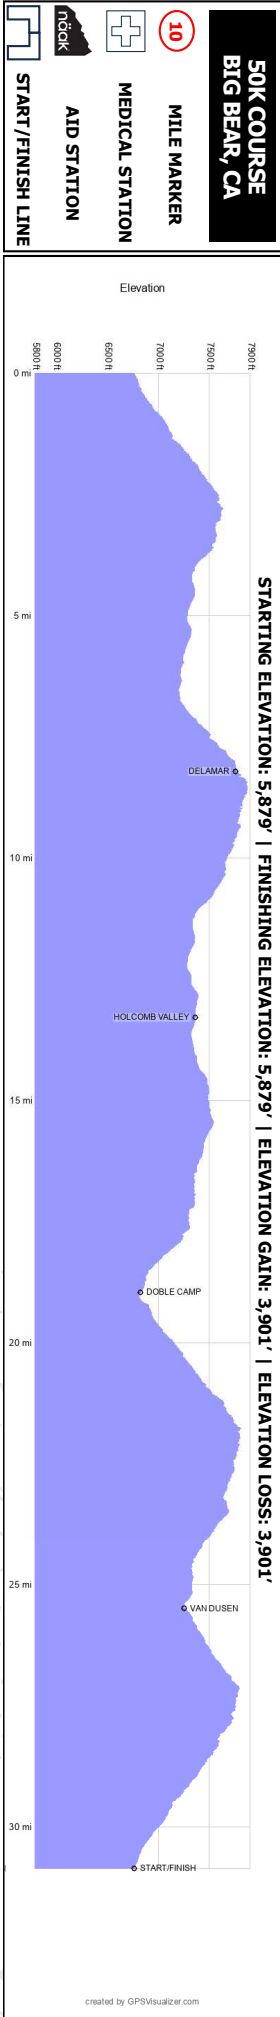 50K COURSE
BIG BEAR, CA
10
MILE MARKER
MEDICAL STATION
näak
AID STATION
START/FINISH LINE
STARTING ELEVATION: 5,879’ | FINISHING ELEVATION: 5,879’ | ELEVATION GAIN: 3,901’ | ELEVATION LOSS: 3,901’
Elevation
7900 ft
7500 ft
7000 ft
6500 ft
6000 ft
5800 ft
0 mi
5 mi
DELAMAR
10 mi
HOLCOMB VALLEY
15 mi
DOBLE CAMP
20 mi
25 mi
VAN DUSEN
30 mi
START/FINISH
created by GPSVisualizer.com